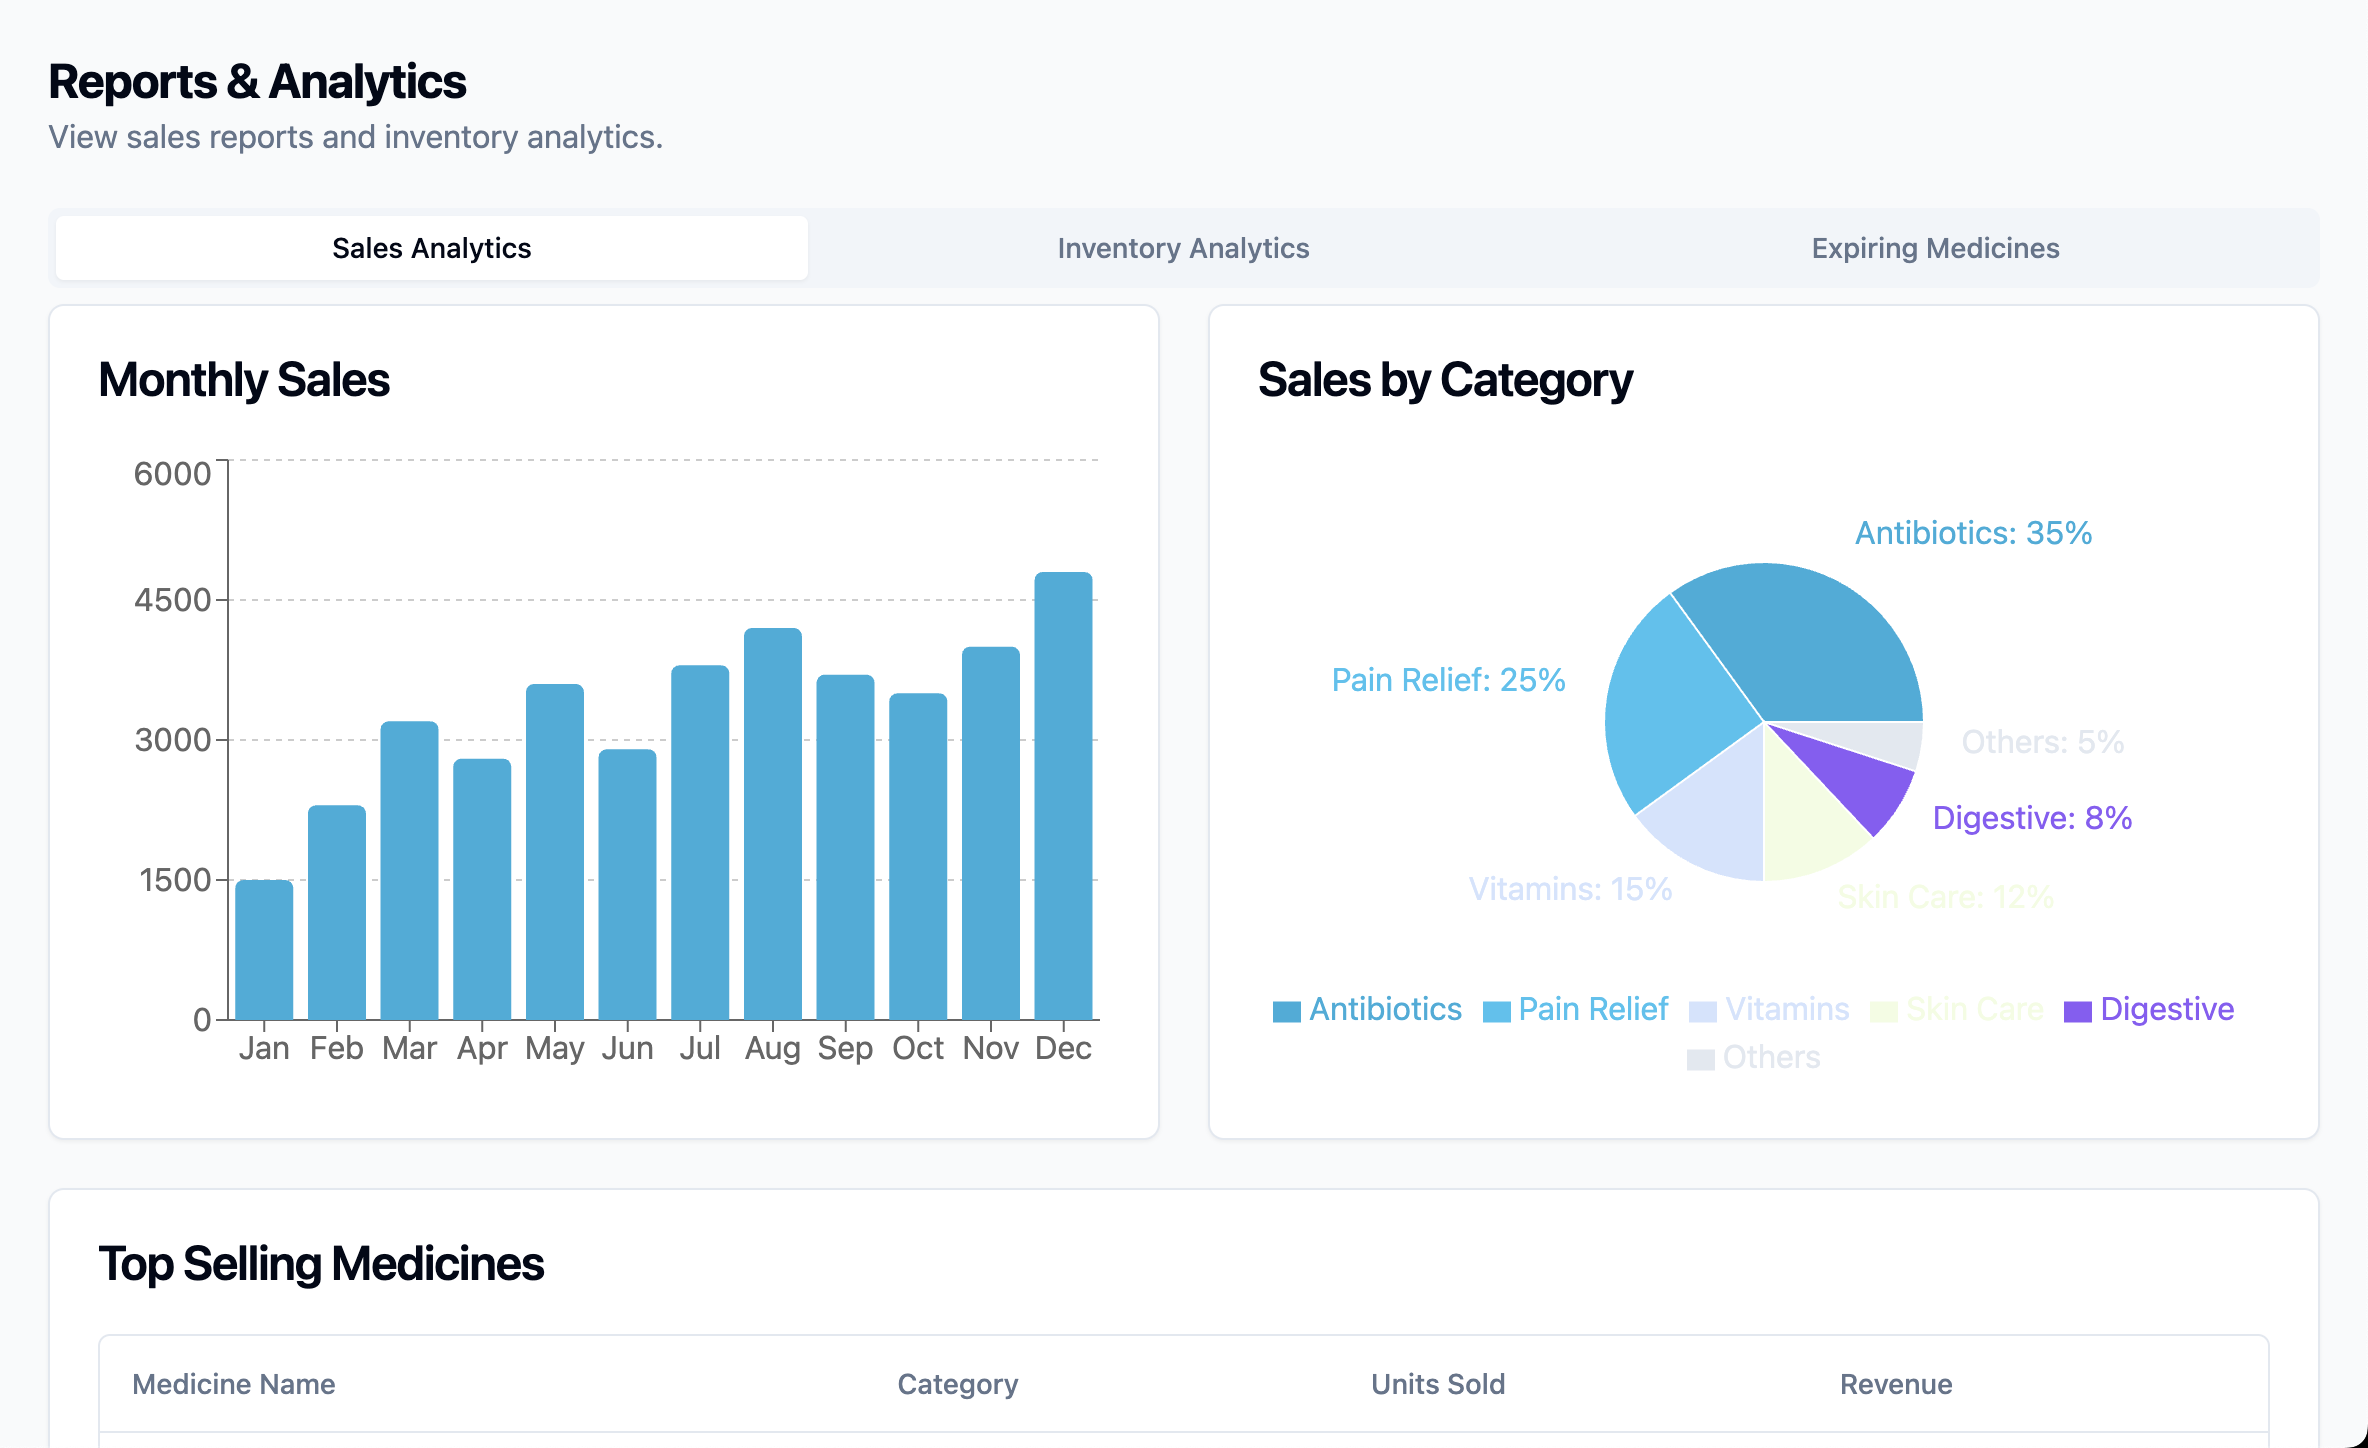 Reports & Analytics
View sales reports and inventory analytics.
Sales Analytics
Inventory Analytics
Expiring Medicines
Monthly Sales
6000
4500
3000
1500
0
Jan Feb Mar Apr May Jun Jul Aug Sep Oct Nov Dec
Sales by Category
Antibiotics: 35%
Pain Relief: 25%
Others: 5%
Digestive: 8%
Vitamins: 15%
Skin Care: 12%
Antibiotics Pain Relief Vitamins Skin Care Digestive
Others
Top Selling Medicines
Medicine Name Category Units Sold Revenue